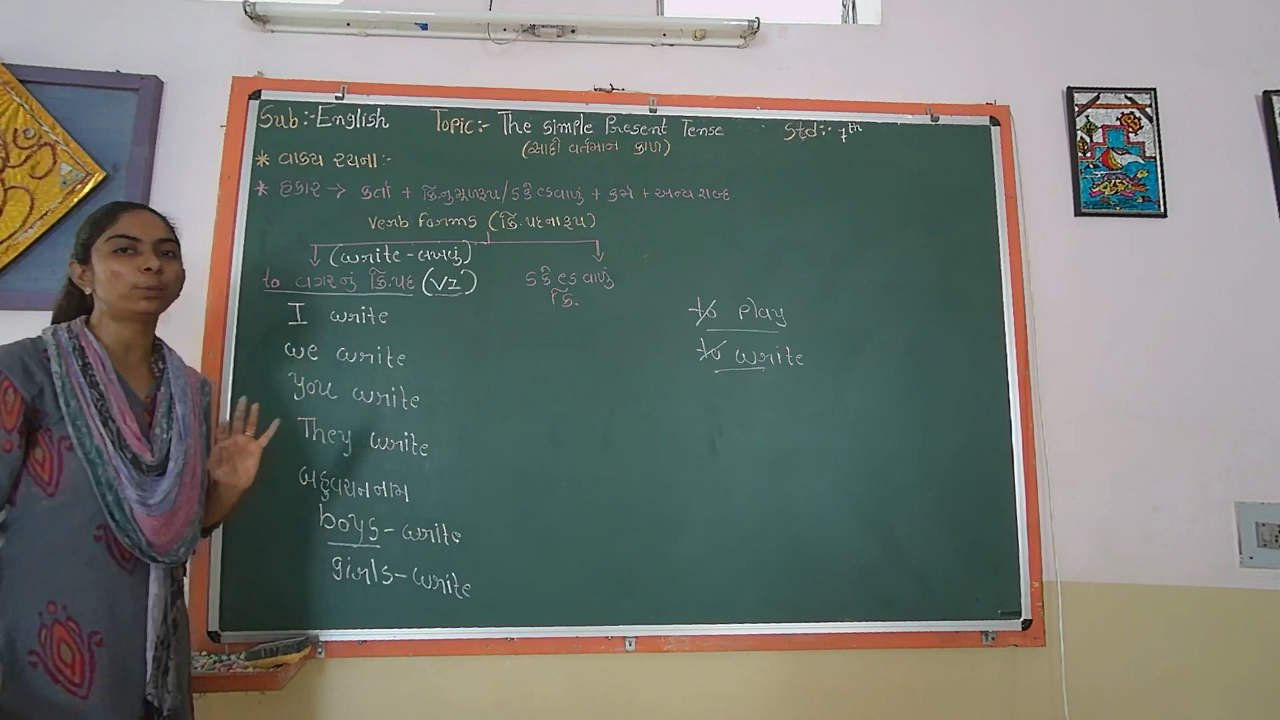 Sub:- English Topic:- The simple Present Tense Std:- 7th
(સાદો વર્તમાન કાળ)
* વાક્ય રચના:-
* હકાર → કર્તા + ક્રિ.નુ મૂળરૂપ/s કે es વાળું + કર્મ + અન્ય શબ્દ
Verb Forms (ક્રિ.પદના રૂપ)
(write - લખવું)
to વગરનું ક્રિ.પદ (V1) s કે es વાળું
ક્રિ.
I write
we write
You write
They write
બહુવચન નામ
boys - write
girls - write
to play
to write